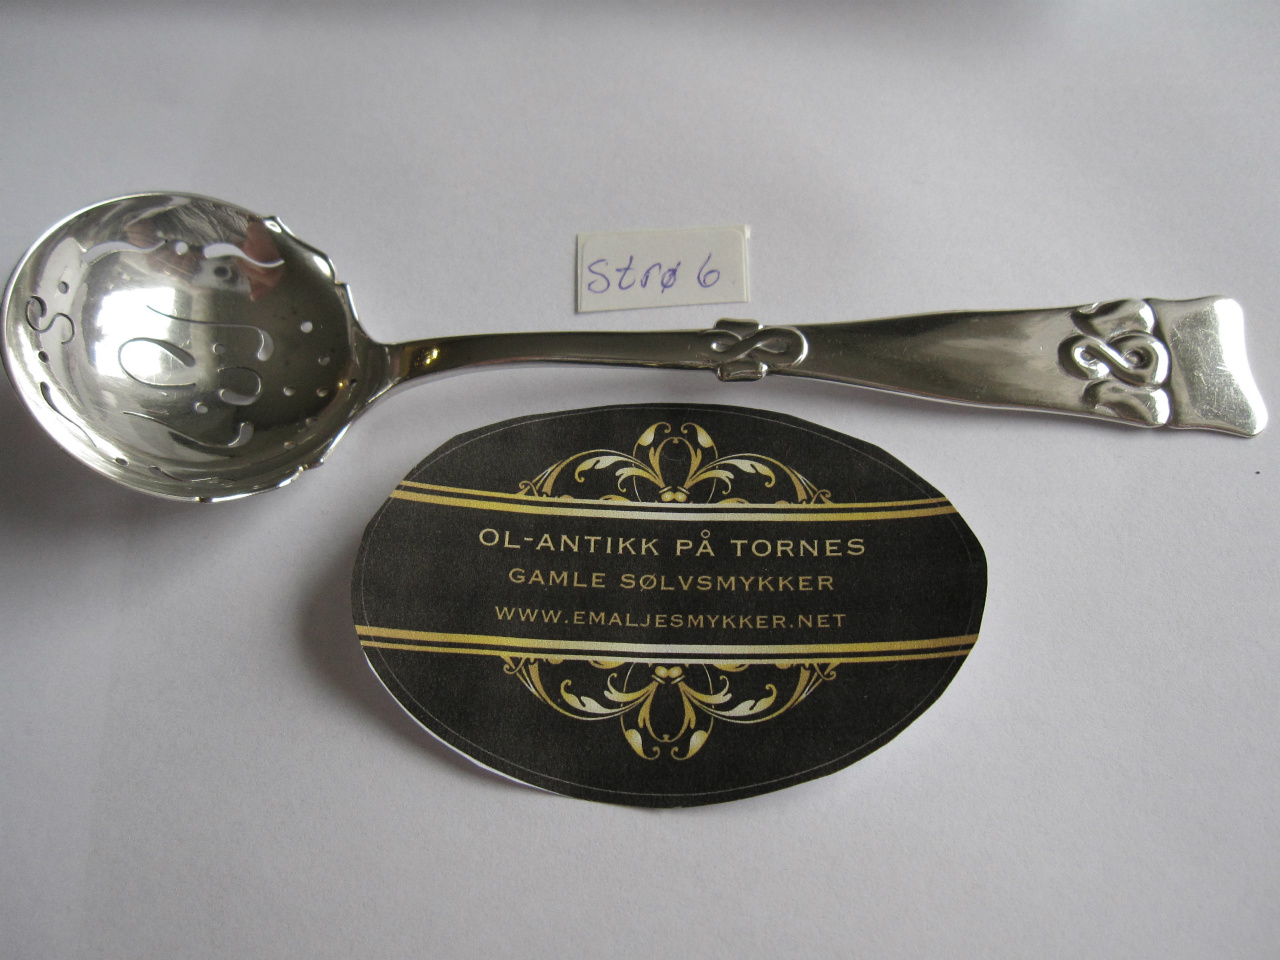 Strø 6
OL-ANTIKK PÅ TORNES
GAMLE SØLVSMYKKER
WWW.EMALJESMYKKER.NET